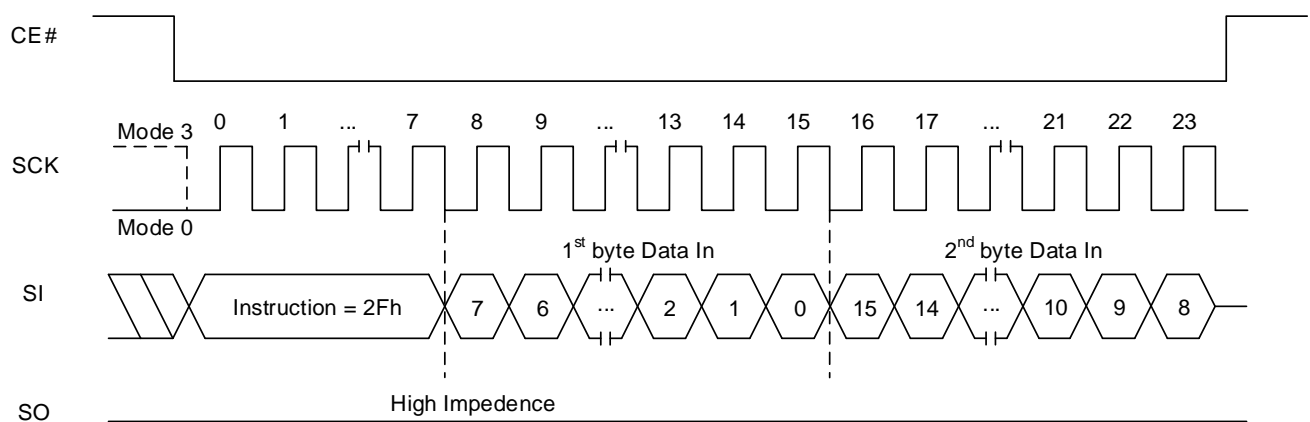 CE#
0 1 ... 7 8 9 ... 13 14 15 16 17 ... 21 22 23
Mode 3
SCK
Mode 0
1st byte Data In 2nd byte Data In
SI Instruction = 2Fh 7 6 ... 2 1 0 15 14 ... 10 9 8
High Impedence
SO